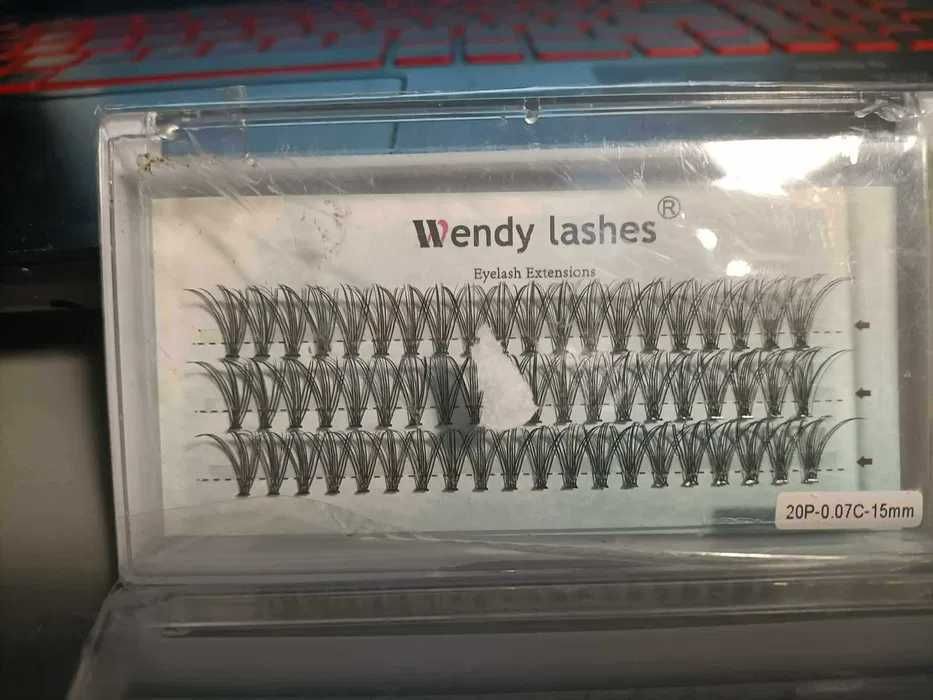 Wendy lashes®
Eyelash Extensions
20P-0.07C-15mm